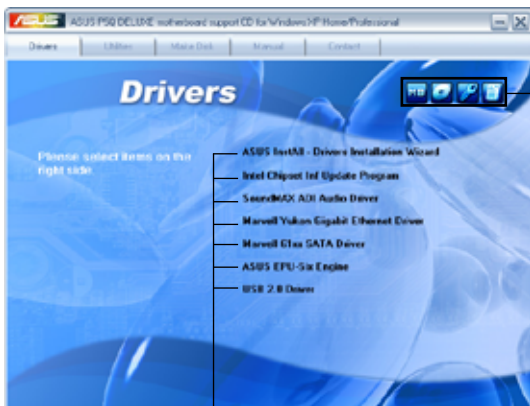 ASUS ASUS P5Q DELUXE motherboard support CD for Windows XP Home/Professional
Drivers Utilities Make Disk Manual Contact
Drivers
Please select items on the
right side.
ASUS InstAll - Drivers Installation Wizard
Intel Chipset Inf Update Program
SoundMAX ADI Audio Driver
Marvell Yukon Gigabit Ethernet Driver
Marvell 61xx SATA Driver
ASUS EPU-Six Engine
USB 2.0 Driver